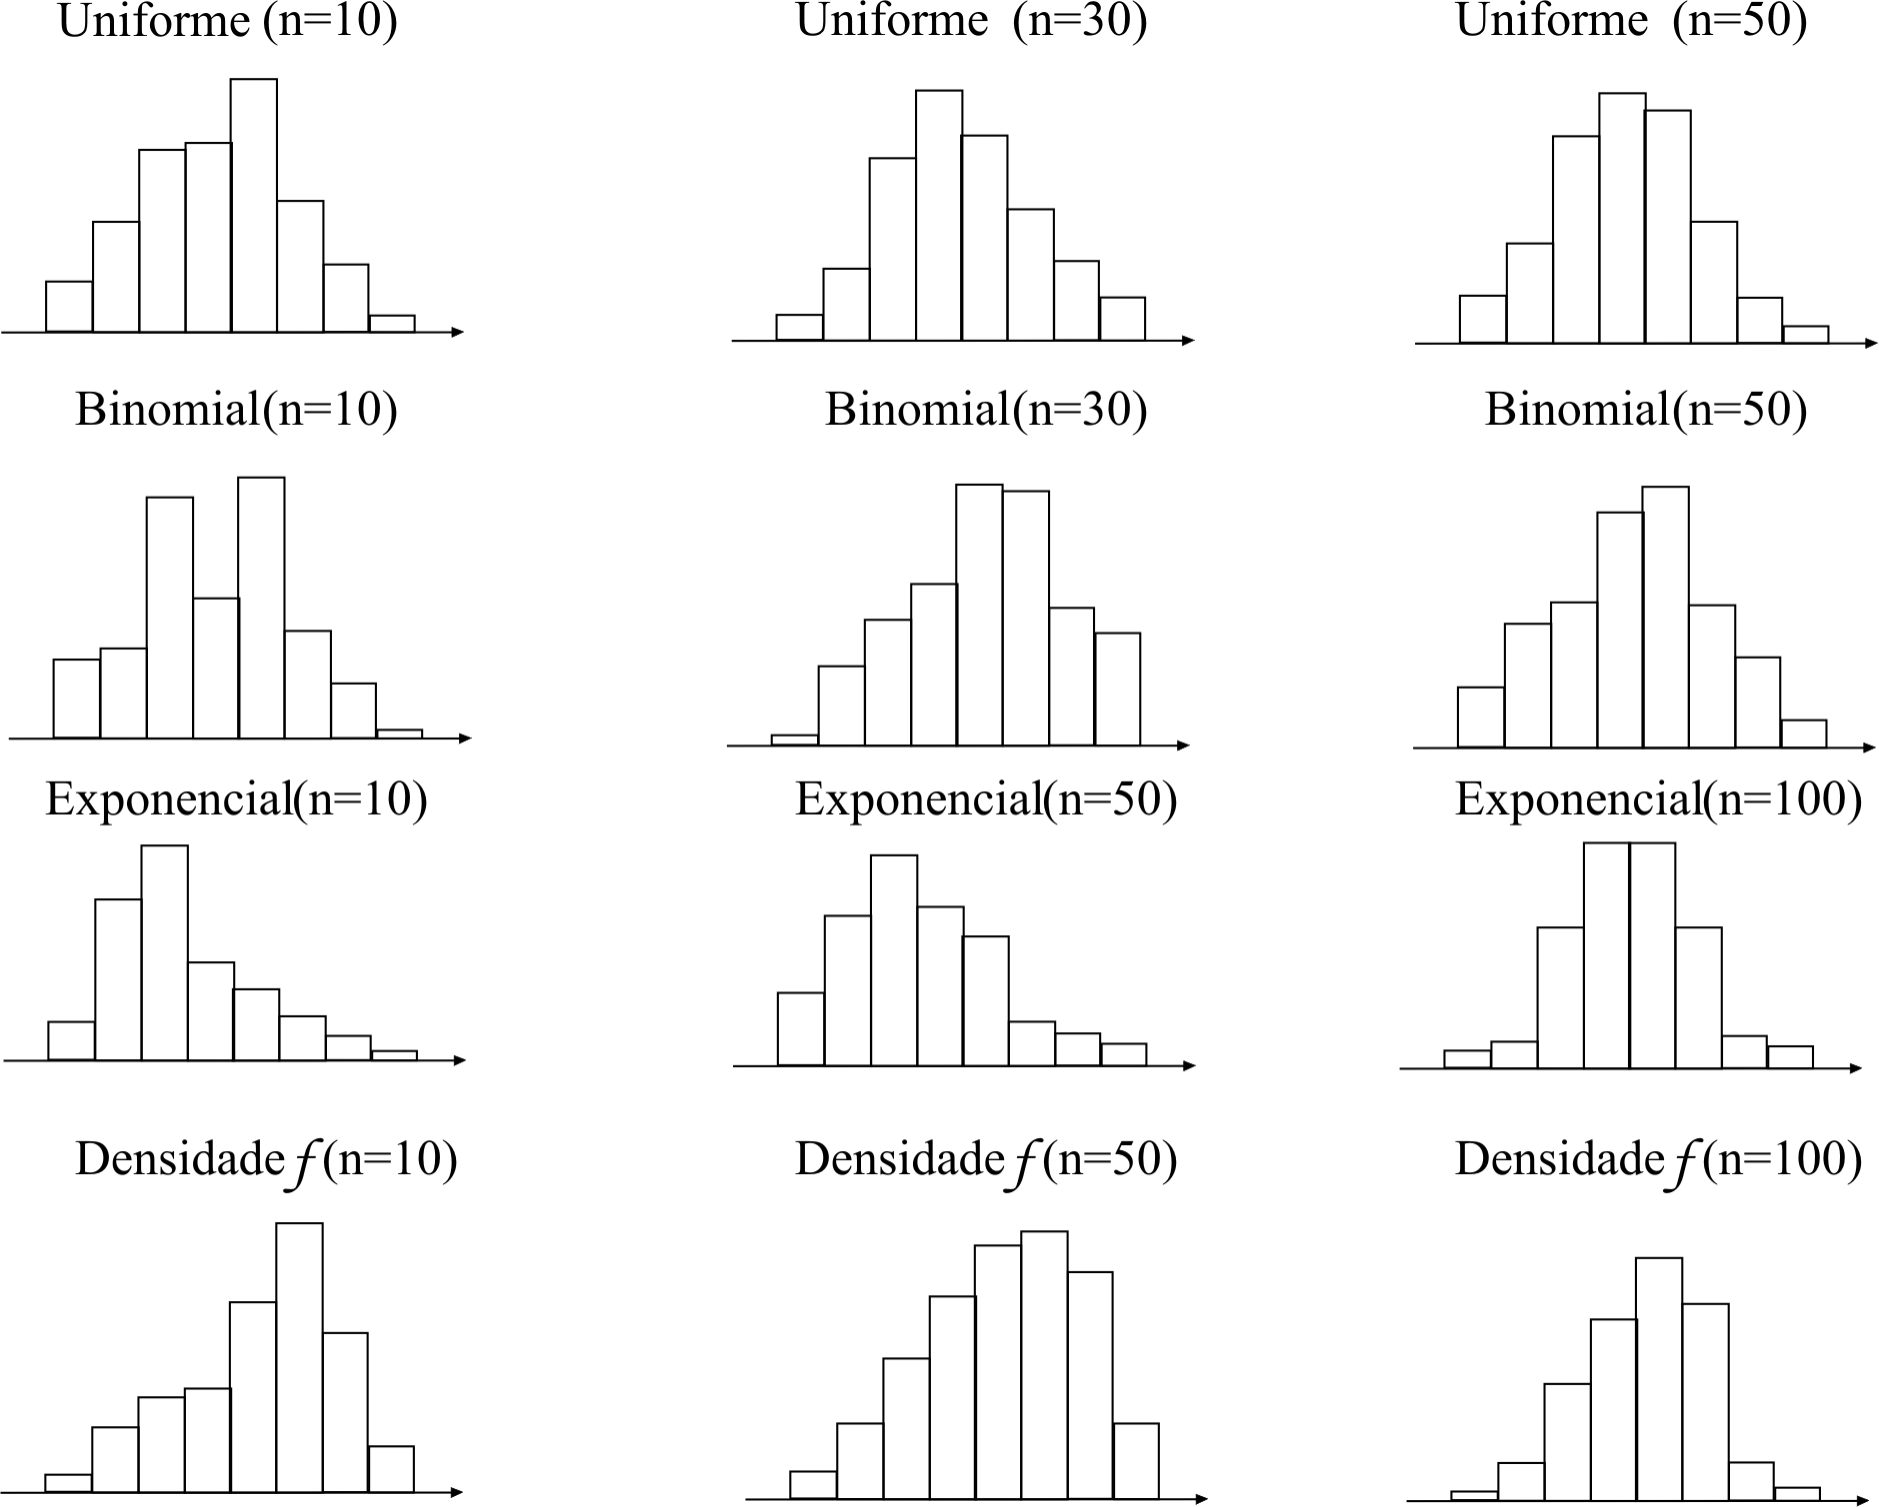 Uniforme (n=10)
Uniforme (n=30)
Uniforme (n=50)
Binomial(n=10)
Binomial(n=30)
Binomial(n=50)
Exponencial(n=10)
Exponencial(n=50)
Exponencial(n=100)
Densidade f(n=10)
Densidade f(n=50)
Densidade f(n=100)